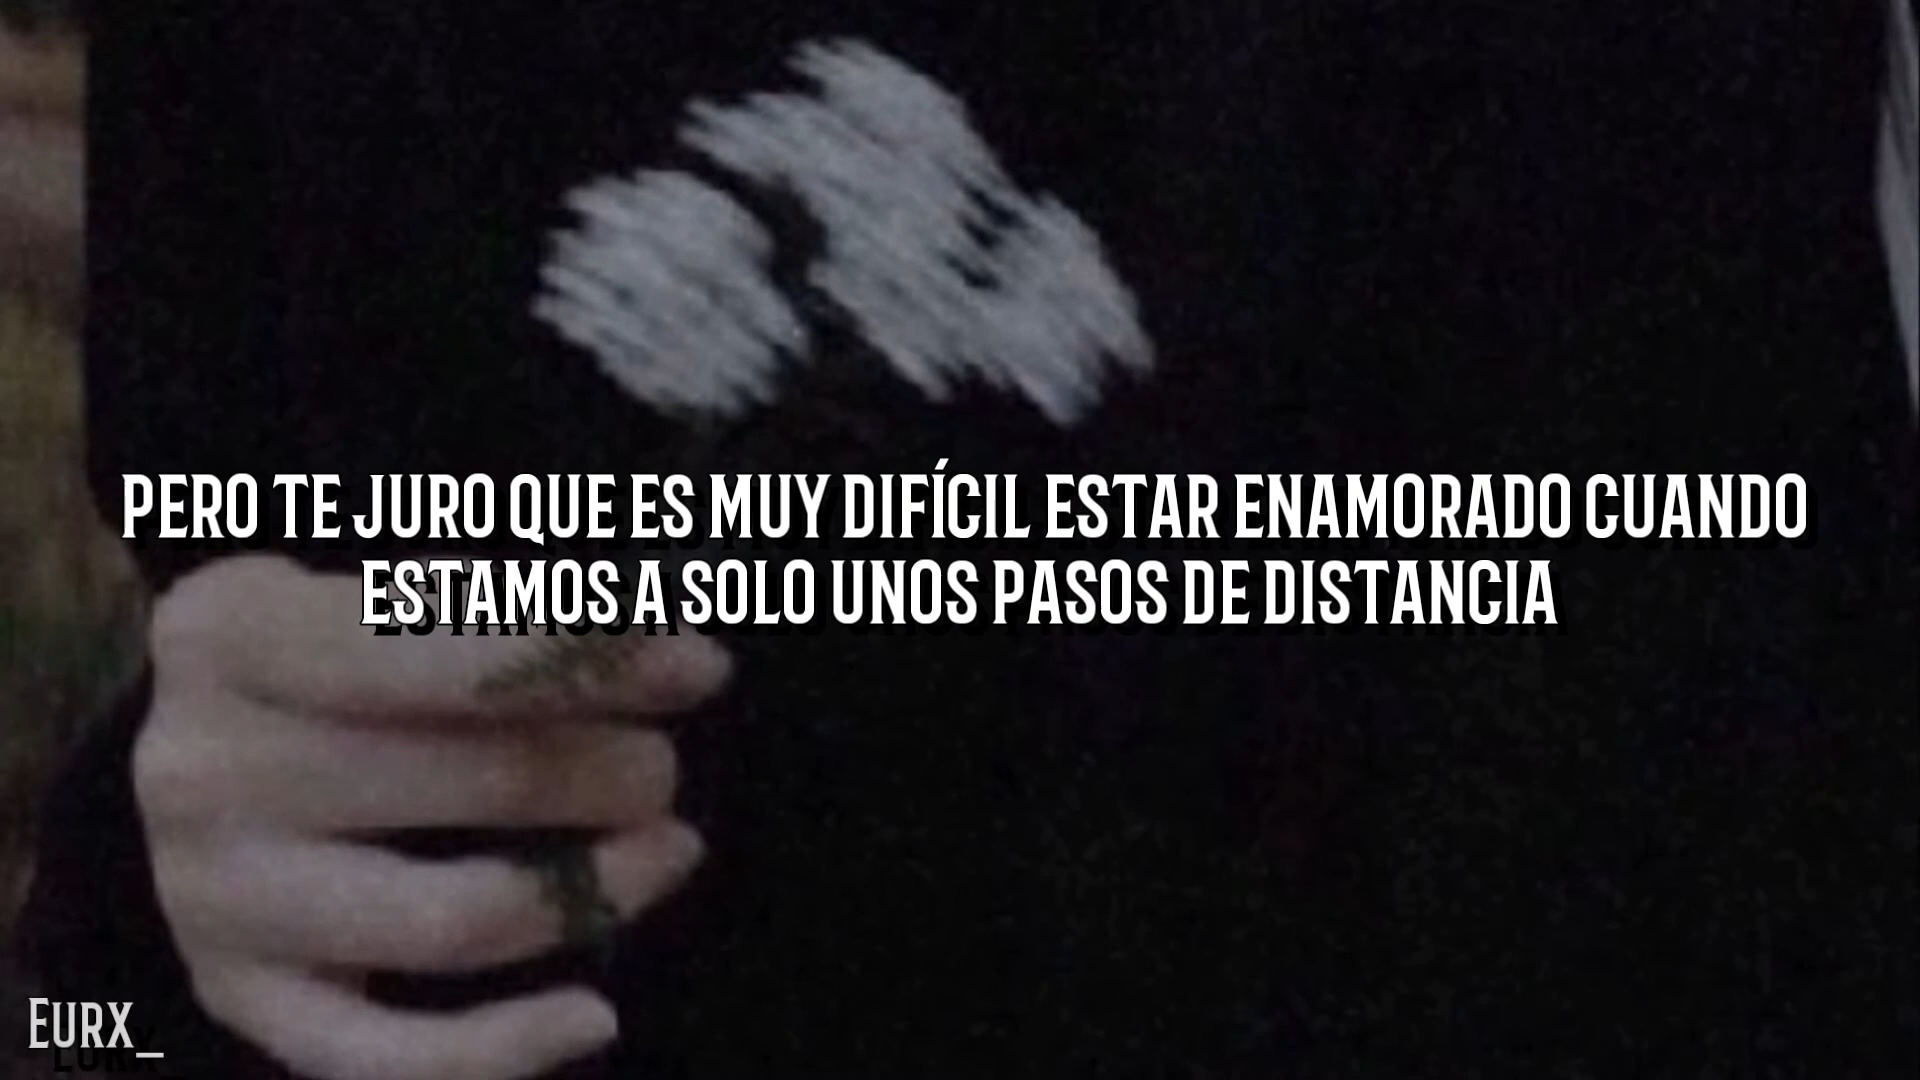 PERO TE JURO QUE ES MUY DIFÍCIL ESTAR ENAMORADO CUANDO
ESTAMOS A SOLO UNOS PASOS DE DISTANCIA
EURX_